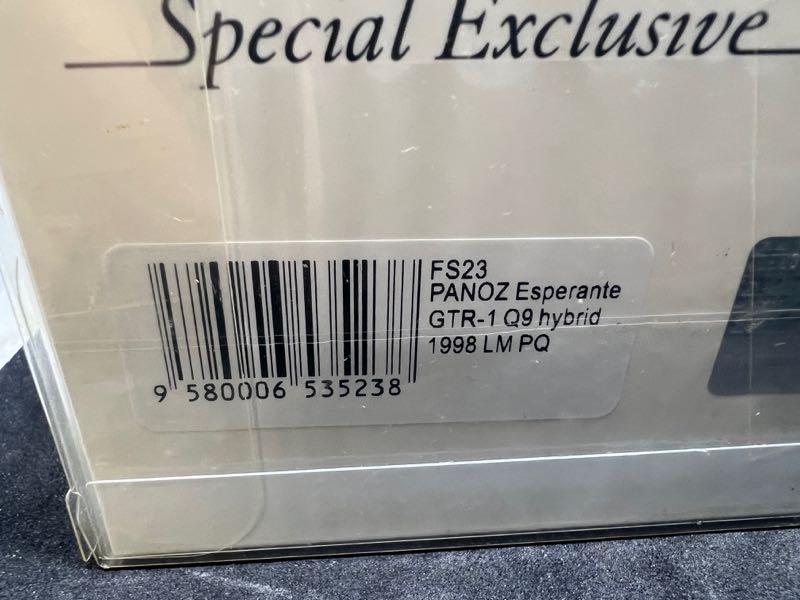 Special Exclusive
FS23
PANOZ Esperante
GTR-1 Q9 hybrid
1998 LM PQ
9 580006 535238